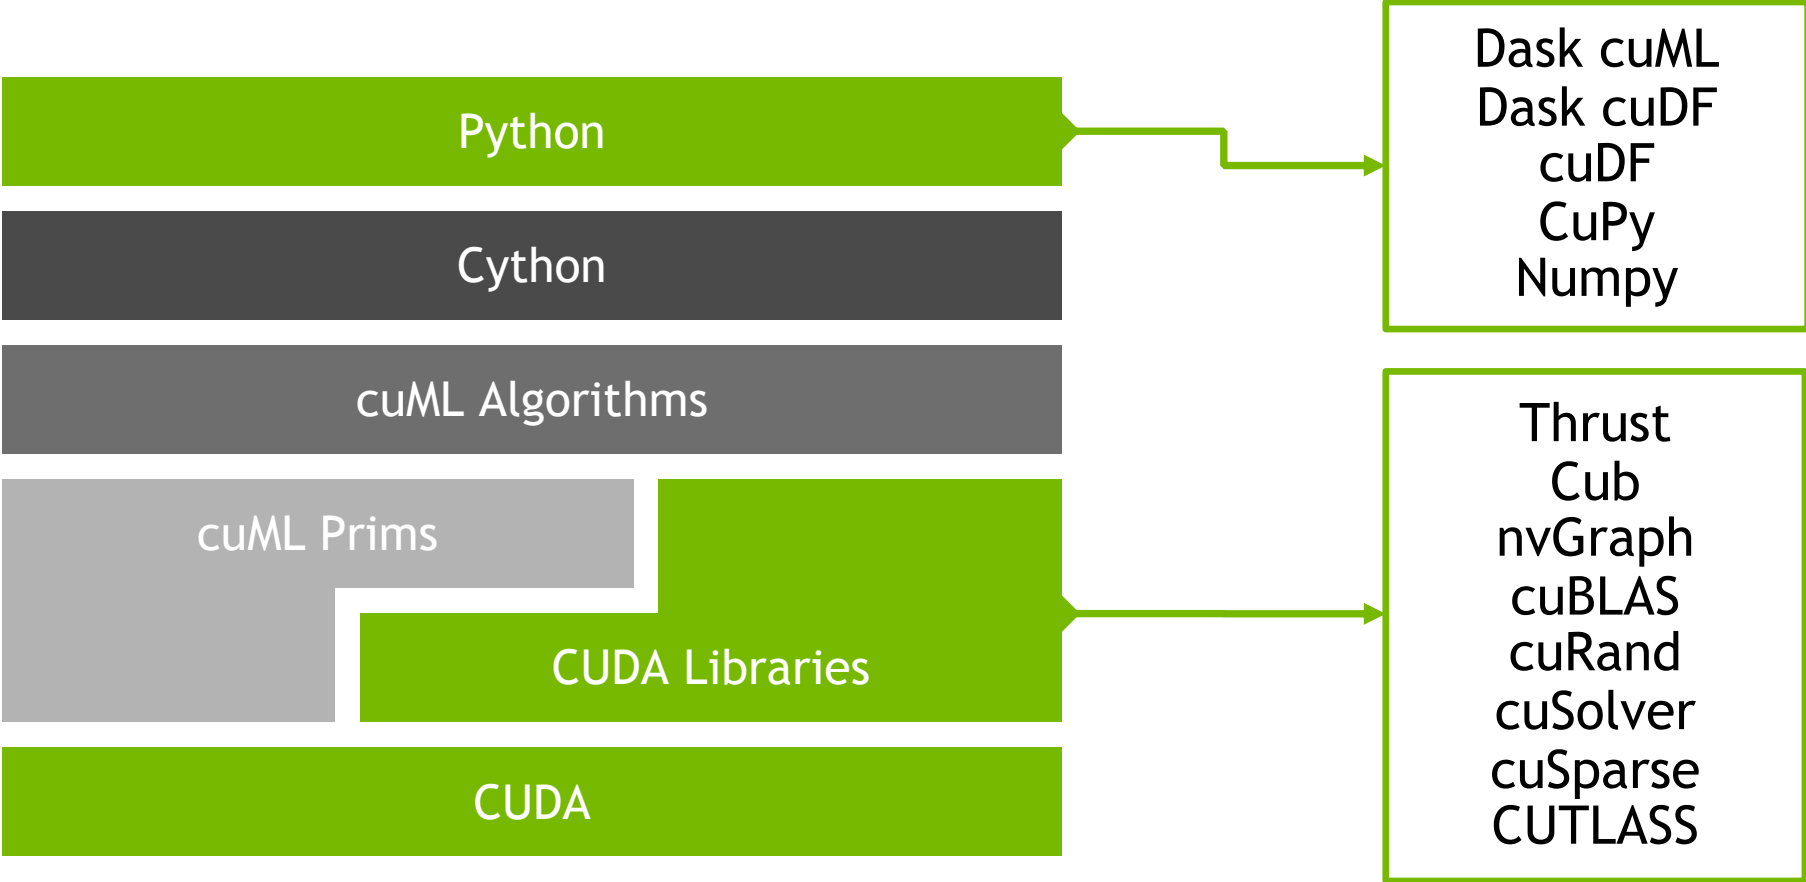 Python
Cython
cuML Algorithms
cuML Prims
CUDA Libraries
CUDA
Dask cuML
Dask cuDF
cuDF
CuPy
Numpy
Thrust
Cub
nvGraph
cuBLAS
cuRand
cuSolver
cuSparse
CUTLASS